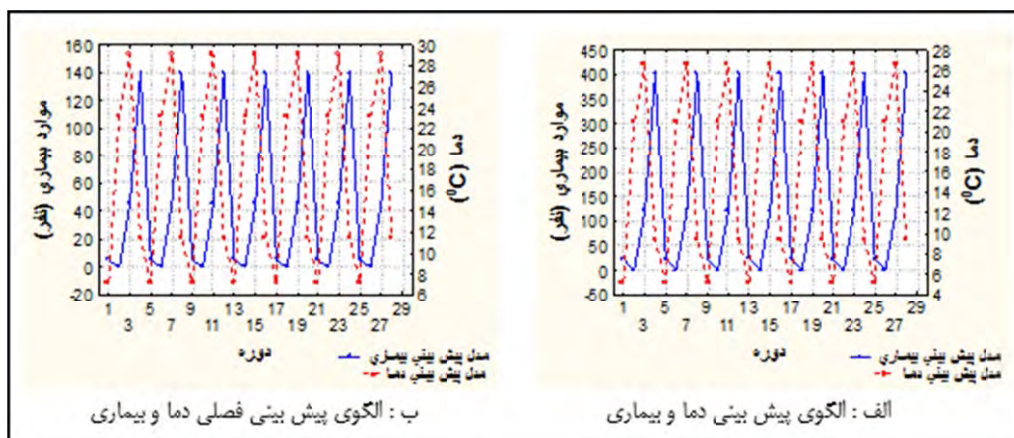 450
400
350
300
250
200
150
100
50
0
-50
موارد بیماری (نفر)
28
26
24
22
20
18
16
14
12
10
8
6
4
دما (⁰C)
1 5 9 13 17 21 25 29
3 7 11 15 19 23 27
دوره
مدل پیش بینی بیماری
مدل پیش بینی دما
الف : الگوی پیش بینی دما و بیماری
160
140
120
100
80
60
40
20
0
-20
موارد بیماری (نفر)
30
28
26
24
22
20
18
16
14
12
10
8
6
دما (⁰C)
1 5 9 13 17 21 25 29
3 7 11 15 19 23 27
دوره
مدل پیش بینی بیماری
مدل پیش بینی دما
ب : الگوی پیش بینی فصلی دما و بیماری